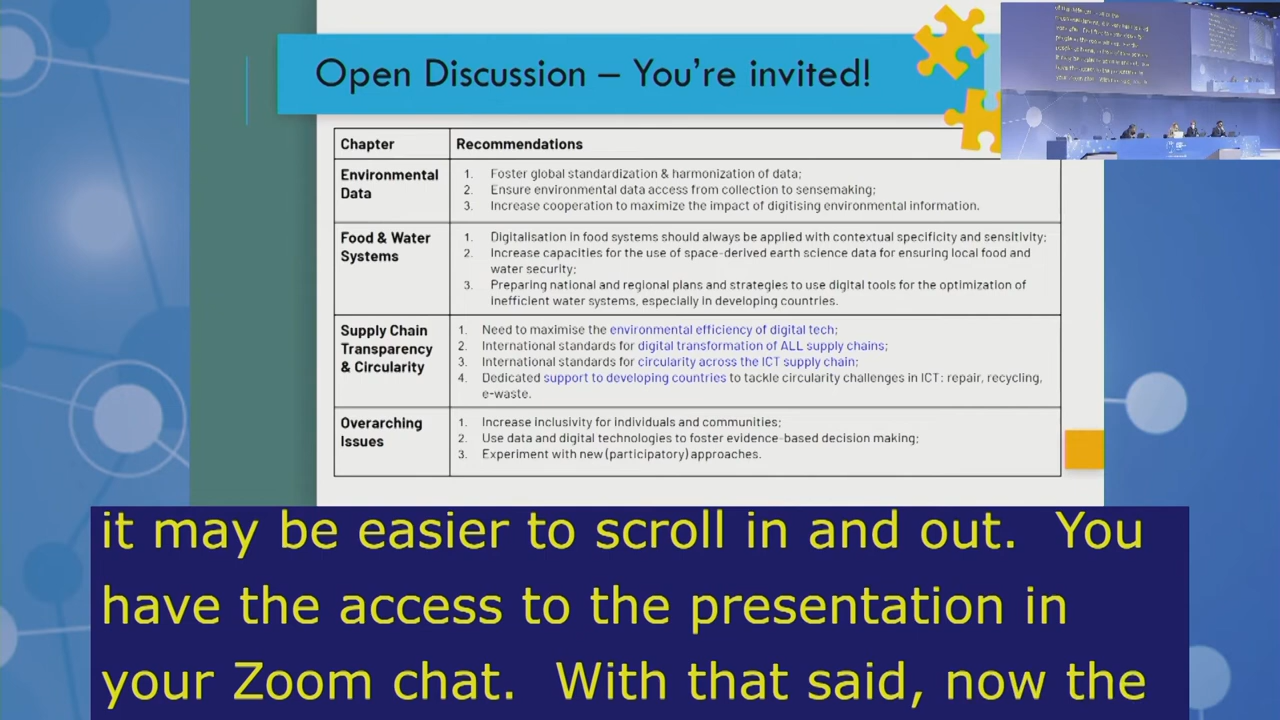 Open Discussion – You're invited!
Chapter Recommendations
Environmental
Data
1. Foster global standardization & harmonization of data;
2. Ensure environmental data access from collection to sensemaking;
3. Increase cooperation to maximize the impact of digitising environmental information.
Food & Water
Systems
1. Digitalisation in food systems should always be applied with contextual specificity and sensitivity;
2. Increase capacities for the use of space-derived earth science data for ensuring local food and
water security;
3. Preparing national and regional plans and strategies to use digital tools for the optimization of
inefficient water systems, especially in developing countries.
Supply Chain
Transparency
& Circularity
1. Need to maximise the environmental efficiency of digital tech;
2. International standards for digital transformation of ALL supply chains;
3. International standards for circularity across the ICT supply chain;
4. Dedicated support to developing countries to tackle circularity challenges in ICT: repair, recycling,
e-waste.
Overarching
Issues
1. Increase inclusivity for individuals and communities;
2. Use data and digital technologies to foster evidence-based decision making;
3. Experiment with new (participatory) approaches.
it may be easier to scroll in and out. You
have the access to the presentation in
your Zoom chat. With that said, now the